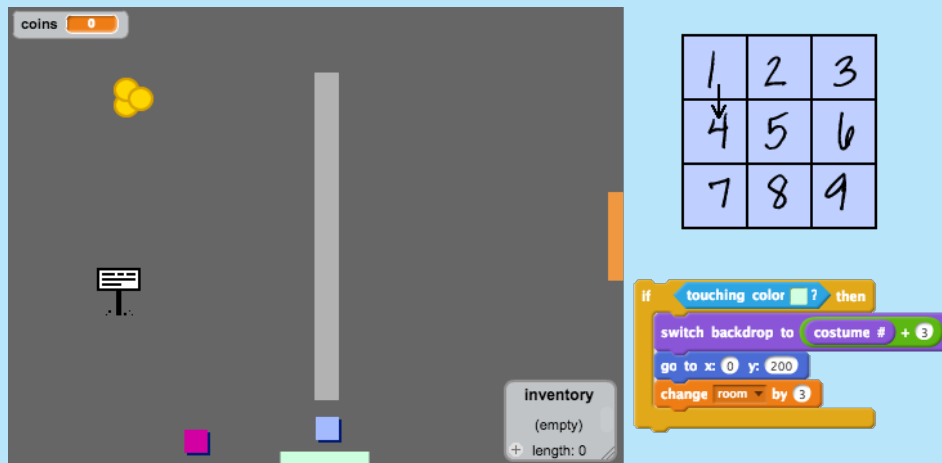 coins 0
1 2 3
4 5 6
7 8 9
if touching color ? then
switch backdrop to costume # + 3
go to x: 0 y: 200
change room by 3
inventory
(empty)
+ length: 0